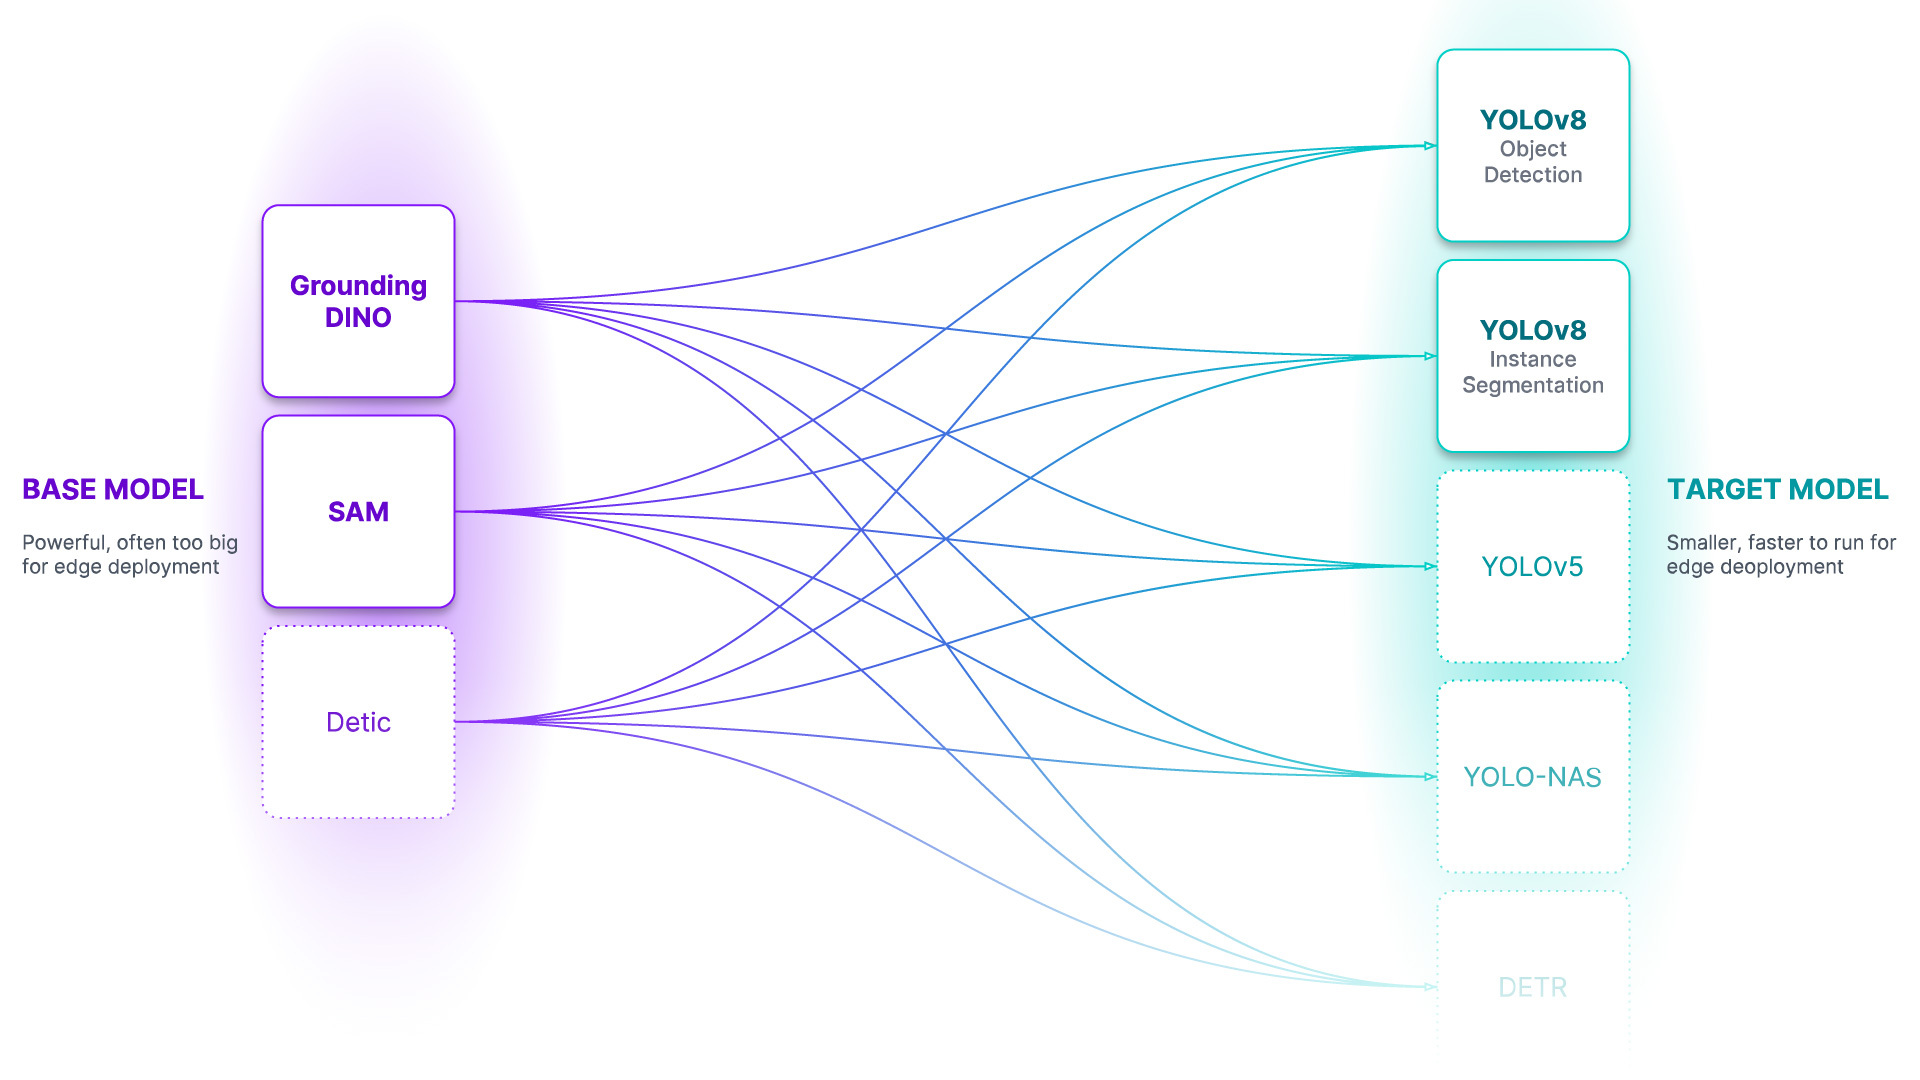 BASE MODEL
Powerful, often too big
for edge deployment
Grounding
DINO
SAM
Detic
YOLOv8
Object
Detection
YOLOv8
Instance
Segmentation
YOLOv5
YOLO-NAS
DETR
TARGET MODEL
Smaller, faster to run for
edge deoployment